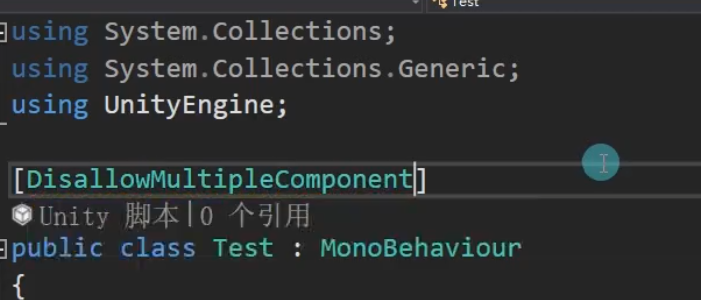 Test
using System.Collections;
using System.Collections.Generic;
using UnityEngine;
[DisallowMultipleComponent]
Unity 脚本|0 个引用
public class Test : MonoBehaviour
{